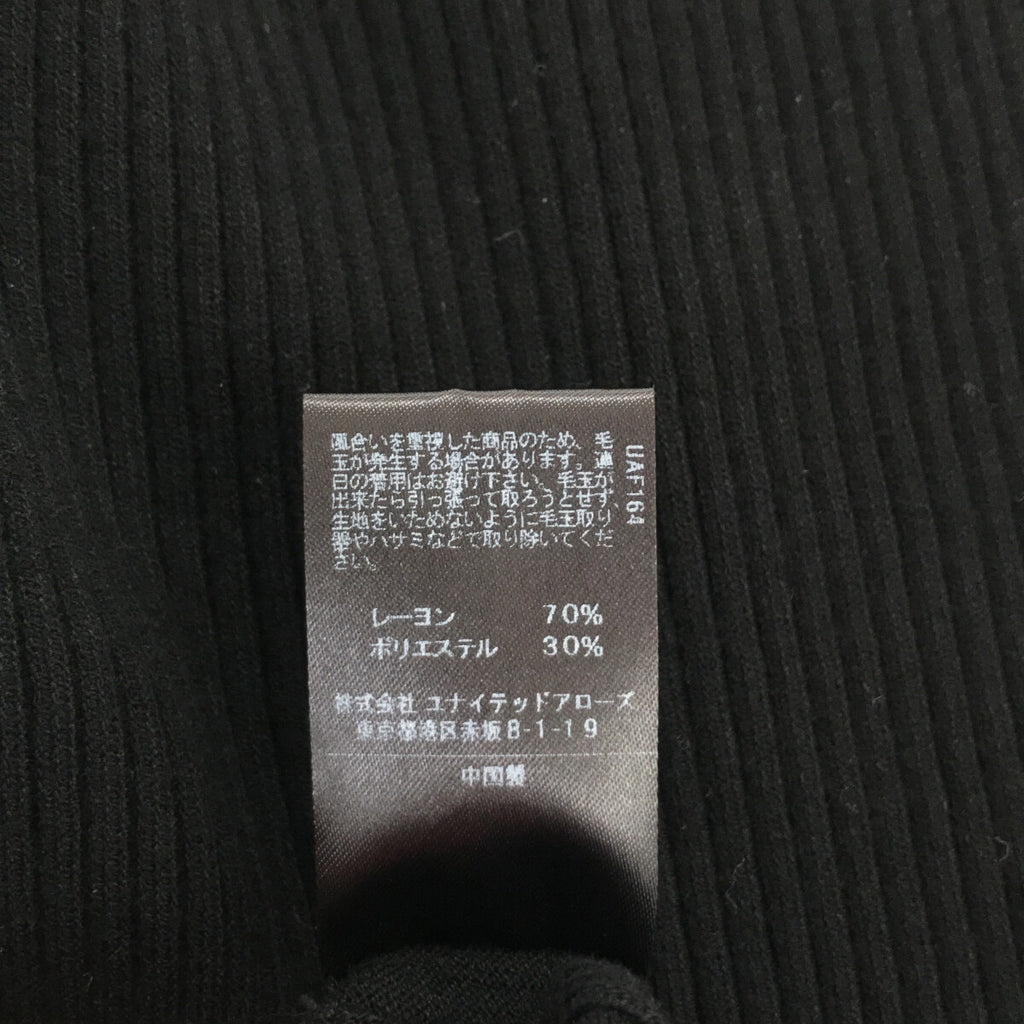 風合いを重視した商品のため、毛
玉が発生する場合があります。連
日の着用はお避け下さい、毛玉が
出来たら引っ張って取ろうとせず、
生地をいためないように毛玉取り
器やハサミなどで取り除いてくだ
さい。
UAF164
レーヨン 70%
ポリエステル 30%
株式会社 ユナイテッドアローズ
東京都港区赤坂8-1-19
中国製